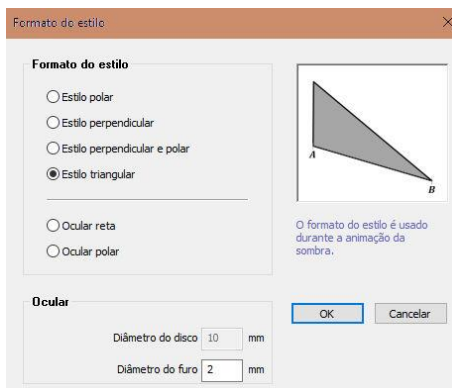 Formato do estilo
Formato do estilo
Estilo polar
Estilo perpendicular
Estilo perpendicular e polar
Estilo triangular
Ocular reta
Ocular polar
A
B
O formato do estilo é usado
durante a animação da
sombra.
Ocular
Diâmetro do disco 10 mm
Diâmetro do furo 2 mm
OK
Cancelar